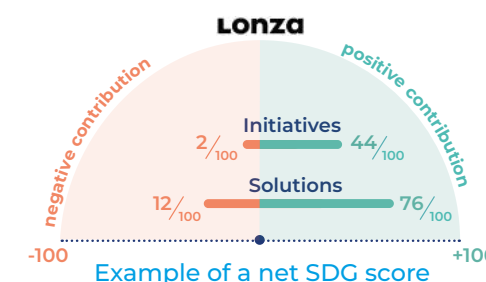 Lonza
negative contribution
positive contribution
Initiatives
2/100
44/100
Solutions
12/100
76/100
-100
+100
Example of a net SDG score